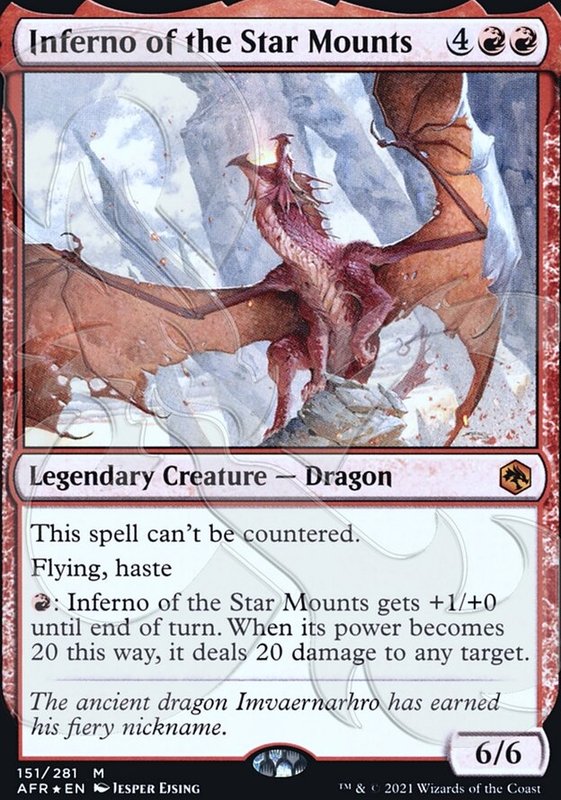 Inferno of the Star Mounts 4
Legendary Creature — Dragon
This spell can't be countered.
Flying, haste
: Inferno of the Star Mounts gets +1/+0
until end of turn. When its power becomes
20 this way, it deals 20 damage to any target.
The ancient dragon Imvaernarhro has earned
his fiery nickname.
6/6
151/281 M
AFR ★ EN Jesper Ejsing
™ & © 2021 Wizards of the Coast